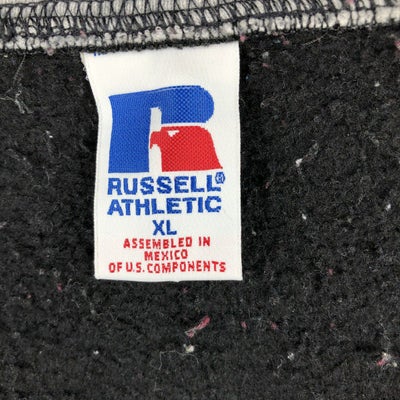 RUSSELL®
ATHLETIC
XL
ASSEMBLED IN
MEXICO
OF U.S. COMPONENTS